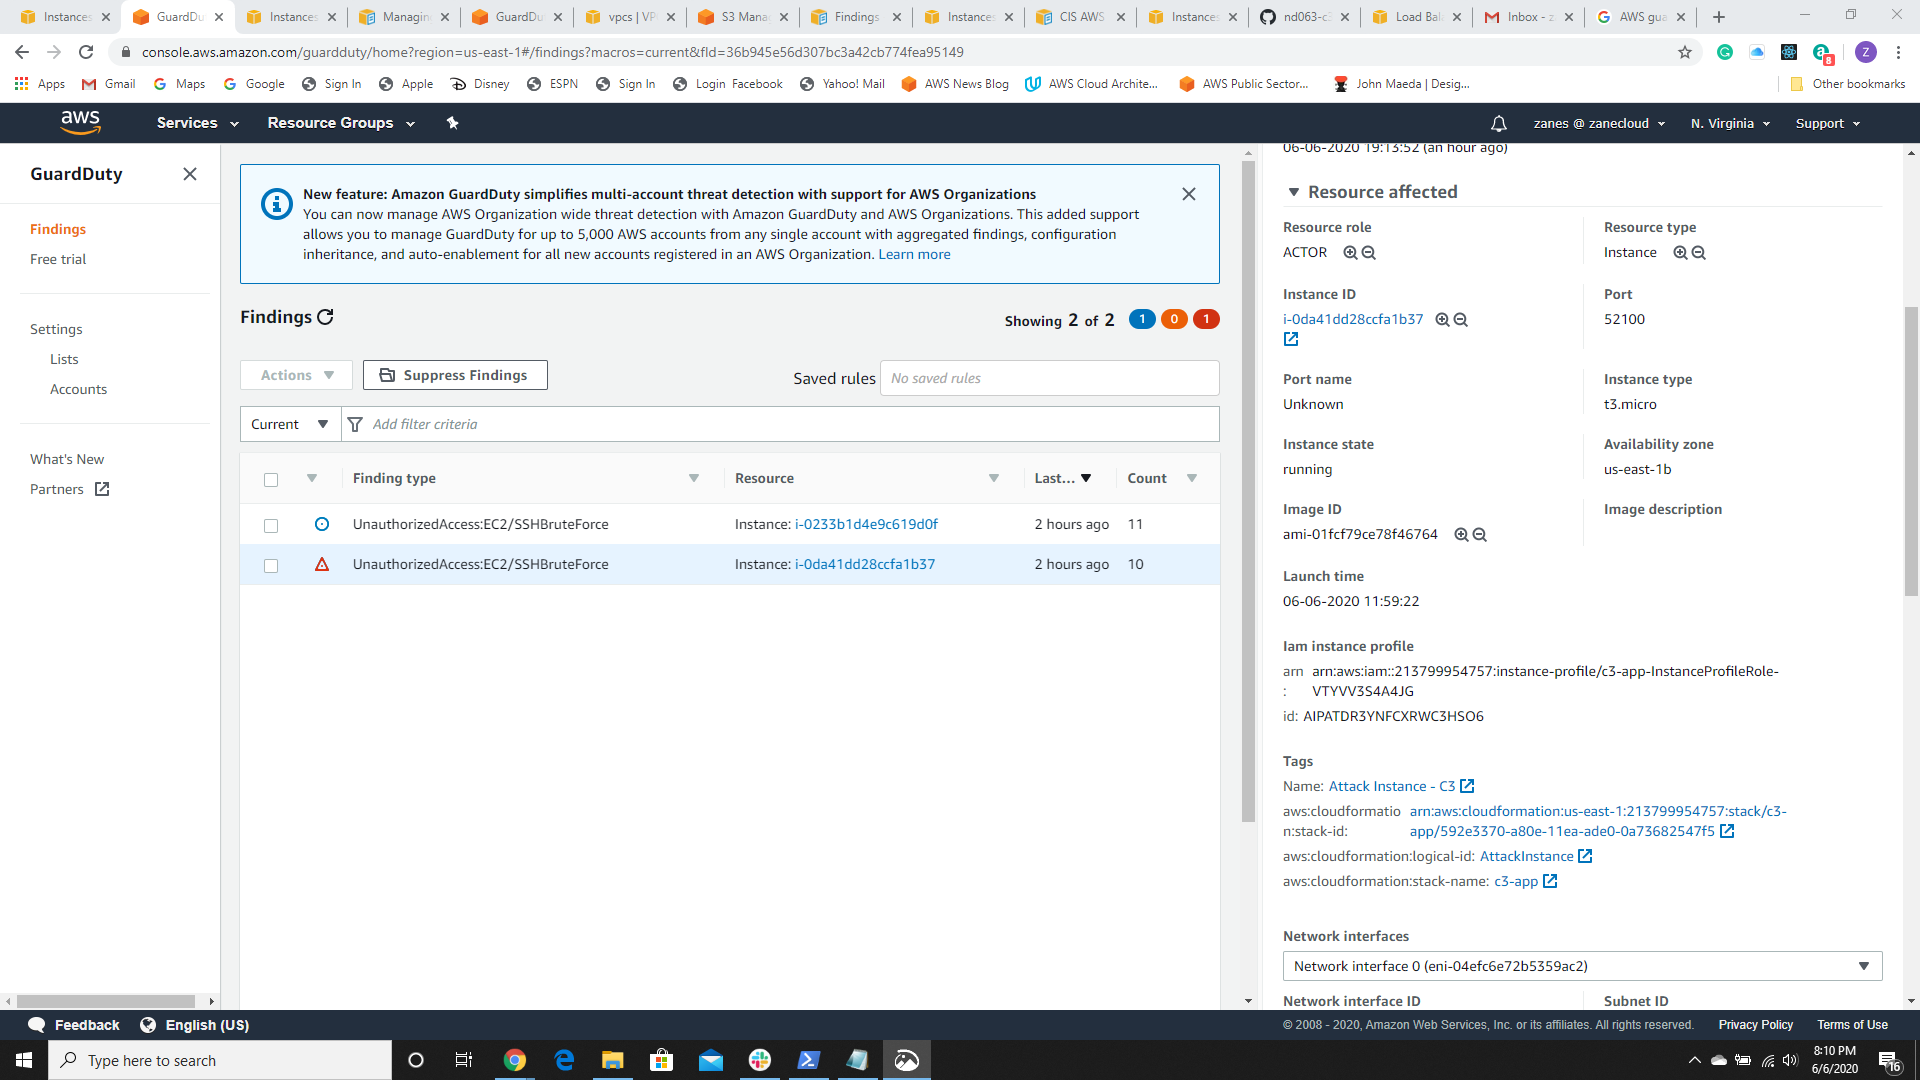 Instances
GuardDu
Instances
Managin
GuardDu
vpcs | VP
S3 Mana
Findings
Instances
CIS AWS
Instances
nd063-c3
Load Bal
Inbox - z
AWS gua
console.aws.amazon.com/guardduty/home?region=us-east-1#/findings?macros=current&fId=36b945e56d307bc3a42cb774fea95149
8
Z
Apps
Gmail
Maps
Google
Sign In
Apple
Disney
ESPN
Sign In
Login Facebook
Yahoo! Mail
AWS News Blog
AWS Cloud Archite...
AWS Public Sector...
John Maeda | Desig...
Other bookmarks
aws
Services
Resource Groups
zanes @ zanecloud
N. Virginia
Support
GuardDuty
Findings
Free trial
Settings
Lists
Accounts
What's New
Partners
New feature: Amazon GuardDuty simplifies multi-account threat detection with support for AWS Organizations
You can now manage AWS Organization wide threat detection with Amazon GuardDuty and AWS Organizations. This added support
allows you to manage GuardDuty for up to 5,000 AWS accounts from any single account with aggregated findings, configuration
inheritance, and auto-enablement for all new accounts registered in an AWS Organization. Learn more
Findings
Showing 2 of 2 1 0 1
Actions
Suppress Findings
Saved rules
No saved rules
Current
Add filter criteria
Finding type Resource Last... Count
UnauthorizedAccess:EC2/SSHBruteForce Instance: i-0233b1d4e9c619d0f 2 hours ago 11
UnauthorizedAccess:EC2/SSHBruteForce Instance: i-0da41dd28ccfa1b37 2 hours ago 10
06-06-2020 19:13:52 (an hour ago)
Resource affected
Resource role
ACTOR
Resource type
Instance
Instance ID
i-0da41dd28ccfa1b37
Port
52100
Port name
Unknown
Instance type
t3.micro
Instance state
running
Availability zone
us-east-1b
Image ID
ami-01fcf79ce78f46764
Image description
Launch time
06-06-2020 11:59:22
Iam instance profile
arn arn:aws:iam::213799954757:instance-profile/c3-app-InstanceProfileRole-
: VTYVV3S4A4JG
id: AIPATDR3YNFCXRWC3HSO6
Tags
Name: Attack Instance - C3
aws:cloudformatio arn:aws:cloudformation:us-east-1:213799954757:stack/c3-
n:stack-id: app/592e3370-a80e-11ea-ade0-0a73682547f5
aws:cloudformation:logical-id: AttackInstance
aws:cloudformation:stack-name: c3-app
Network interfaces
Network interface 0 (eni-04efc6e72b5359ac2)
Network interface ID
Subnet ID
Feedback
English (US)
© 2008 - 2020, Amazon Web Services, Inc. or its affiliates. All rights reserved.
Privacy Policy
Terms of Use
Type here to search
8:10 PM
6/6/2020
16